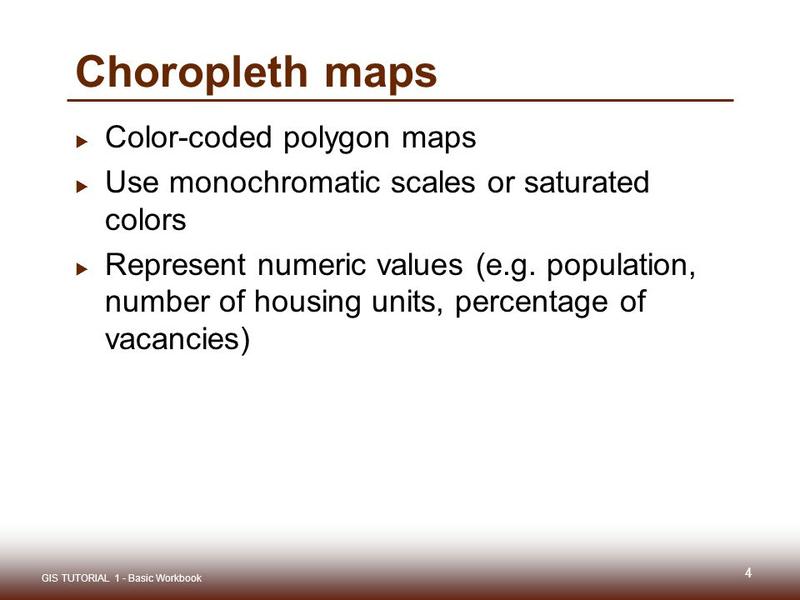 Choropleth maps
Color-coded polygon maps
Use monochromatic scales or saturated
colors
Represent numeric values (e.g. population,
number of housing units, percentage of
vacancies)
GIS TUTORIAL 1 - Basic Workbook
4